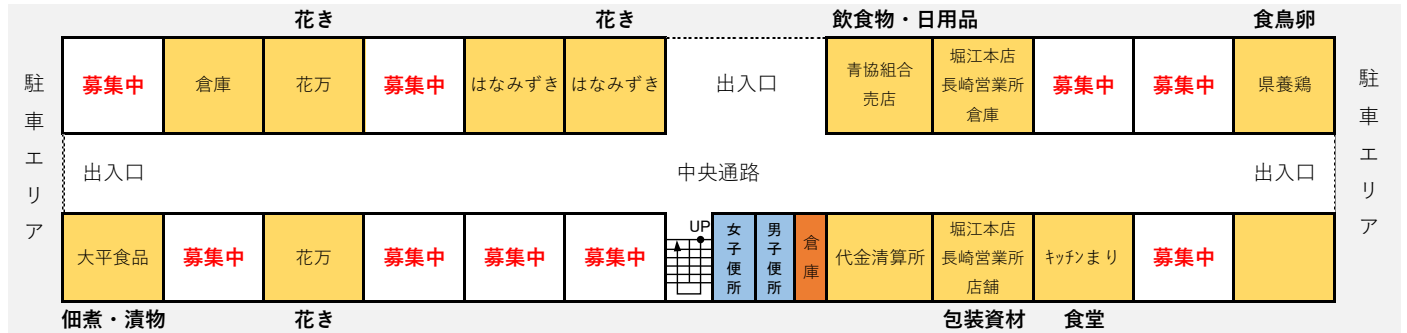 花き
花き
飲食物・日用品
食鳥卵
駐車エリア
募集中
倉庫
花万
募集中
はなみずき
はなみずき
出入口
青協組合
売店
堀江本店
長崎営業所
倉庫
募集中
募集中
県養鶏
駐車エリア
出入口
中央通路
出入口
大平食品
募集中
花万
募集中
募集中
募集中
UP
女子便所
男子便所
倉庫
代金清算所
堀江本店
長崎営業所
店舗
ｷｯﾁﾝまり
募集中
佃煮・漬物
花き
包装資材
食堂